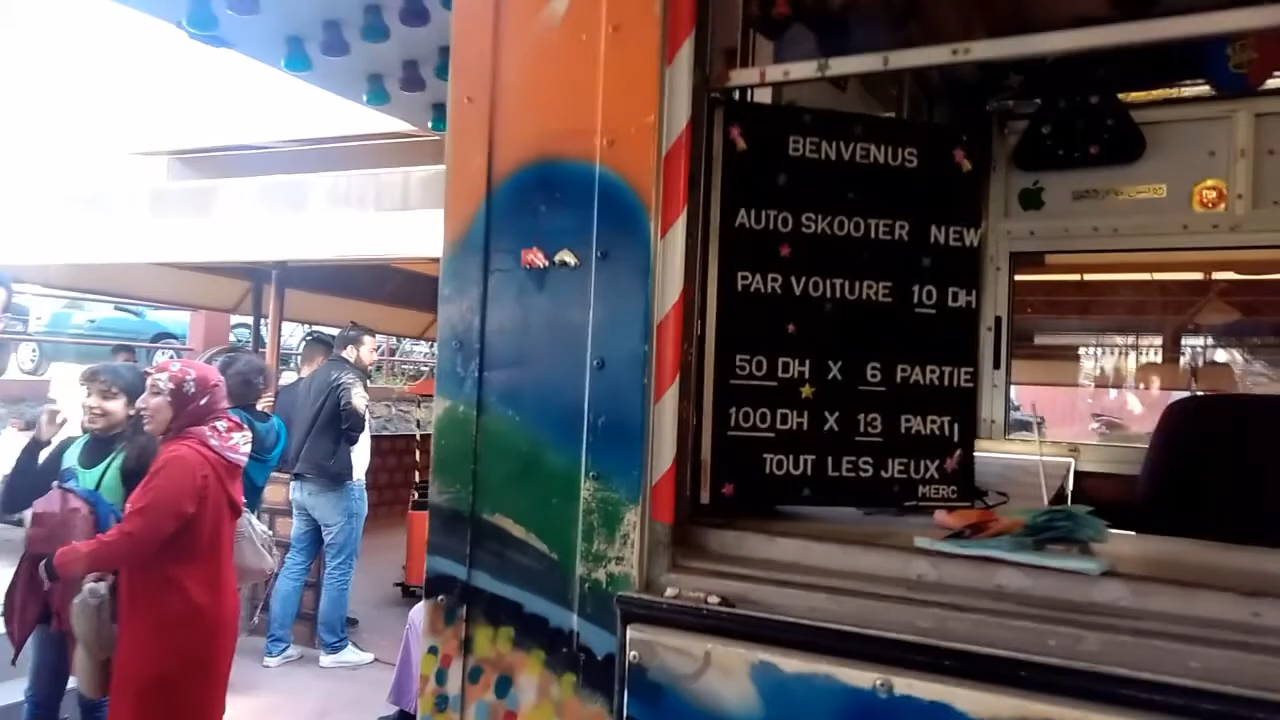 BENVENUS
AUTO SKOOTER NEW
PAR VOITURE 10 DH
50 DH X 6 PARTIE
100 DH X 13 PARTI
TOUT LES JEUX
MERC